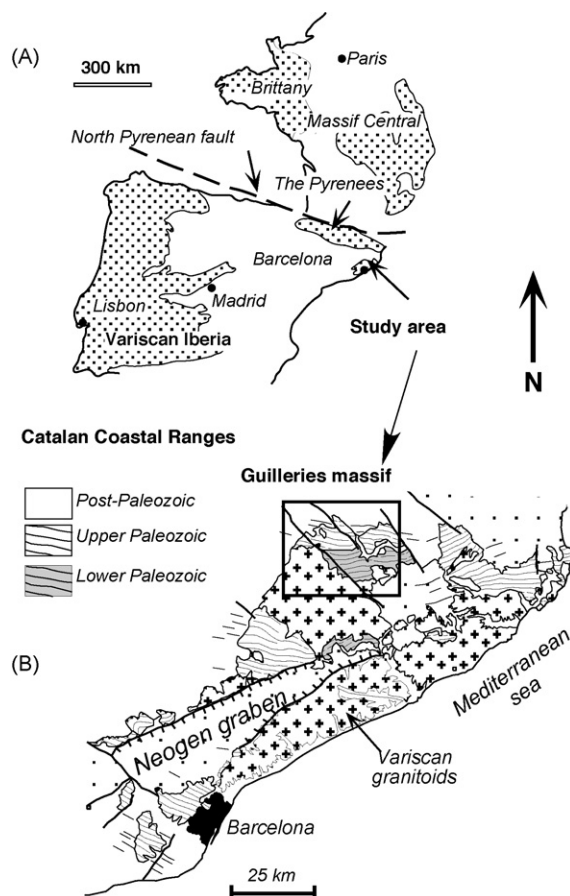 (A)
300 km
Paris
Brittany
Massif Central
North Pyrenean fault
The Pyrenees
Barcelona
Madrid
Lisbon
Variscan Iberia
Study area
N
Catalan Coastal Ranges
Guilleries massif
Post-Paleozoic
Upper Paleozoic
Lower Paleozoic
(B)
Neogen graben
Mediterranean
sea
Variscan
granitoids
Barcelona
25 km